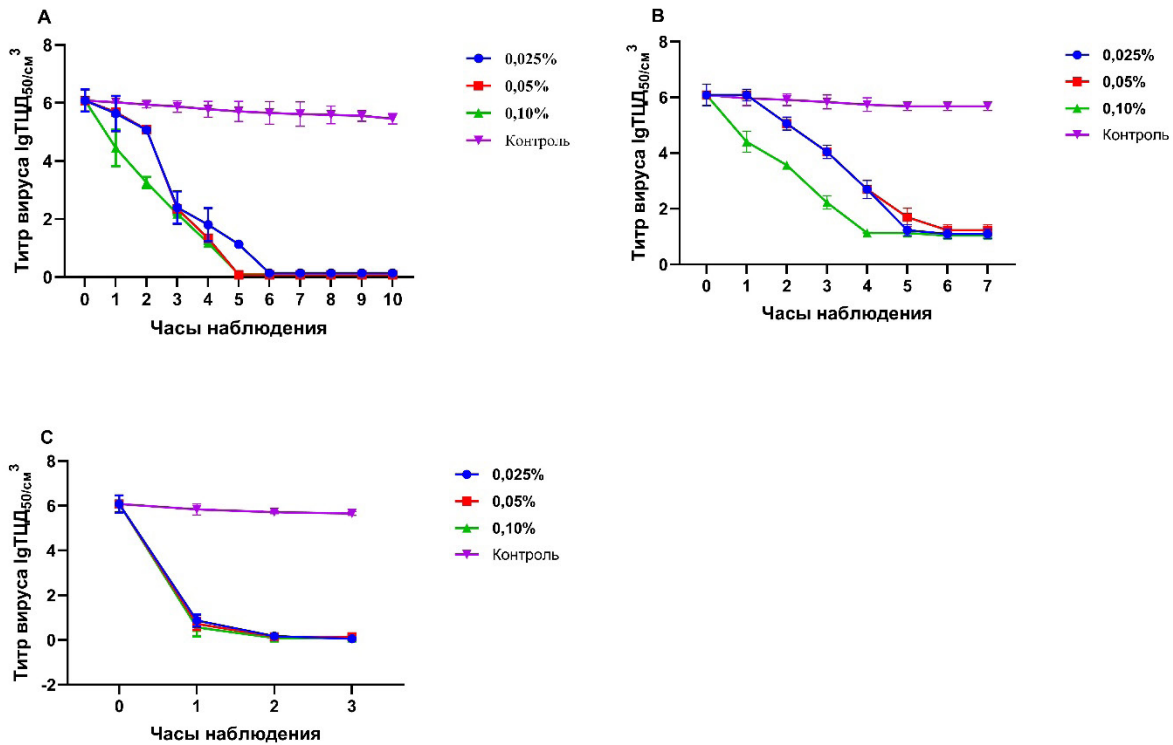 A
Титр вируса lgТЦД50/см3
8
6
4
2
0
0 1 2 3 4 5 6 7 8 9 10
Часы наблюдения
0,025%
0,05%
0,10%
Контроль
B
Титр вируса lgТЦД50/см3
8
6
4
2
0
0 1 2 3 4 5 6 7
Часы наблюдения
0,025%
0,05%
0,10%
Контроль
C
Титр вируса lgТЦД50/см3
8
6
4
2
0
-2
0 1 2 3
Часы наблюдения
0,025%
0,05%
0,10%
Контроль